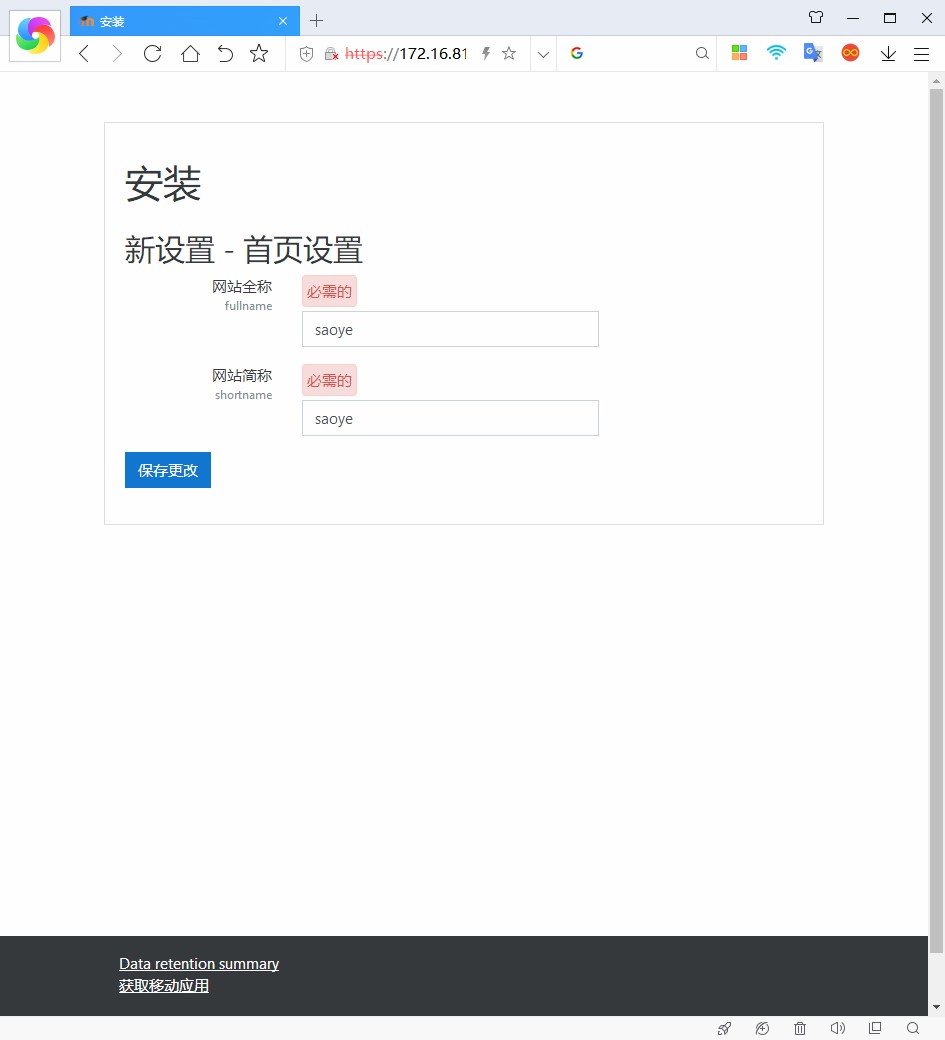 安装
https://172.16.81
安装
新设置 - 首页设置
网站全称
必需的
fullname
saoye
网站简称
必需的
shortname
saoye
保存更改
Data retention summary
获取移动应用